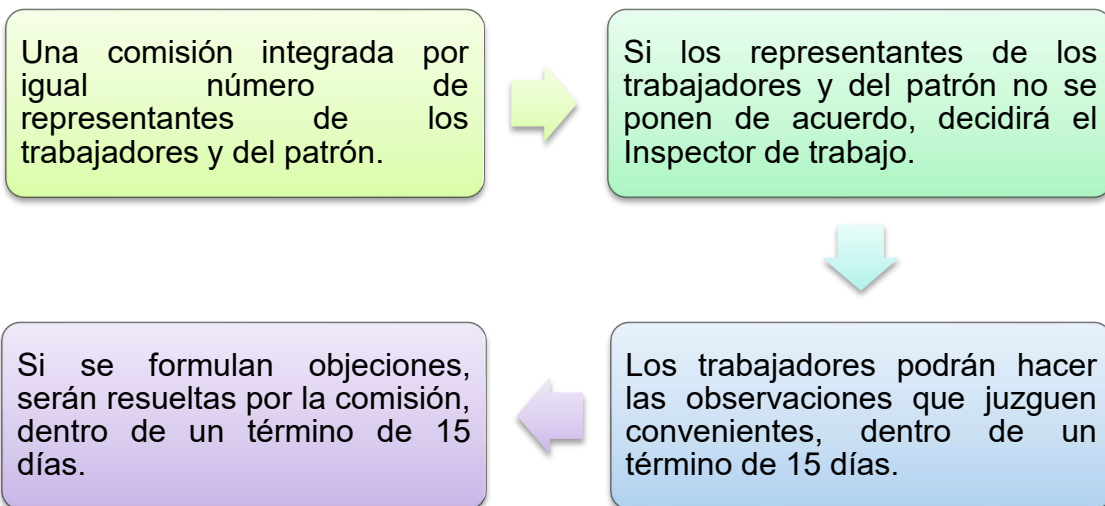 Una comisión integrada por
igual número de
representantes de los
trabajadores y del patrón.
Si los representantes de los
trabajadores y del patrón no se
ponen de acuerdo, decidirá el
Inspector de trabajo.
Los trabajadores podrán hacer
las observaciones que juzguen
convenientes, dentro de un
término de 15 días.
Si se formulan objeciones,
serán resueltas por la comisión,
dentro de un término de 15
días.